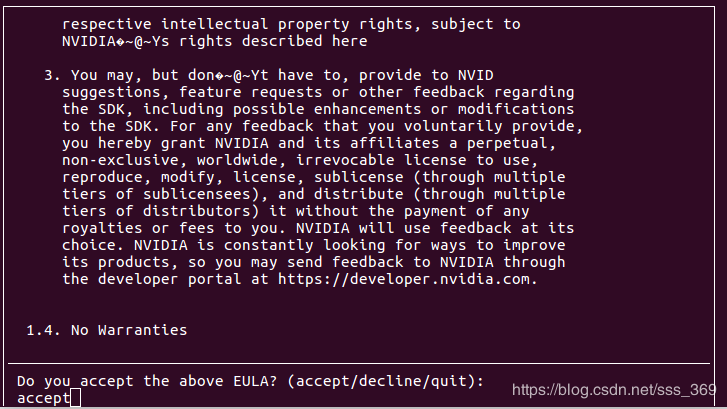 respective intellectual property rights, subject to
NVIDIA�~@~Ys rights described here
3. You may, but don�~@~Yt have to, provide to NVID
suggestions, feature requests or other feedback regarding
the SDK, including possible enhancements or modifications
to the SDK. For any feedback that you voluntarily provide,
you hereby grant NVIDIA and its affiliates a perpetual,
non-exclusive, worldwide, irrevocable license to use,
reproduce, modify, license, sublicense (through multiple
tiers of sublicensees), and distribute (through multiple
tiers of distributors) it without the payment of any
royalties or fees to you. NVIDIA will use feedback at its
choice. NVIDIA is constantly looking for ways to improve
its products, so you may send feedback to NVIDIA through
the developer portal at https://developer.nvidia.com.
1.4. No Warranties
Do you accept the above EULA? (accept/decline/quit):
accept
https://blog.csdn.net/sss_369